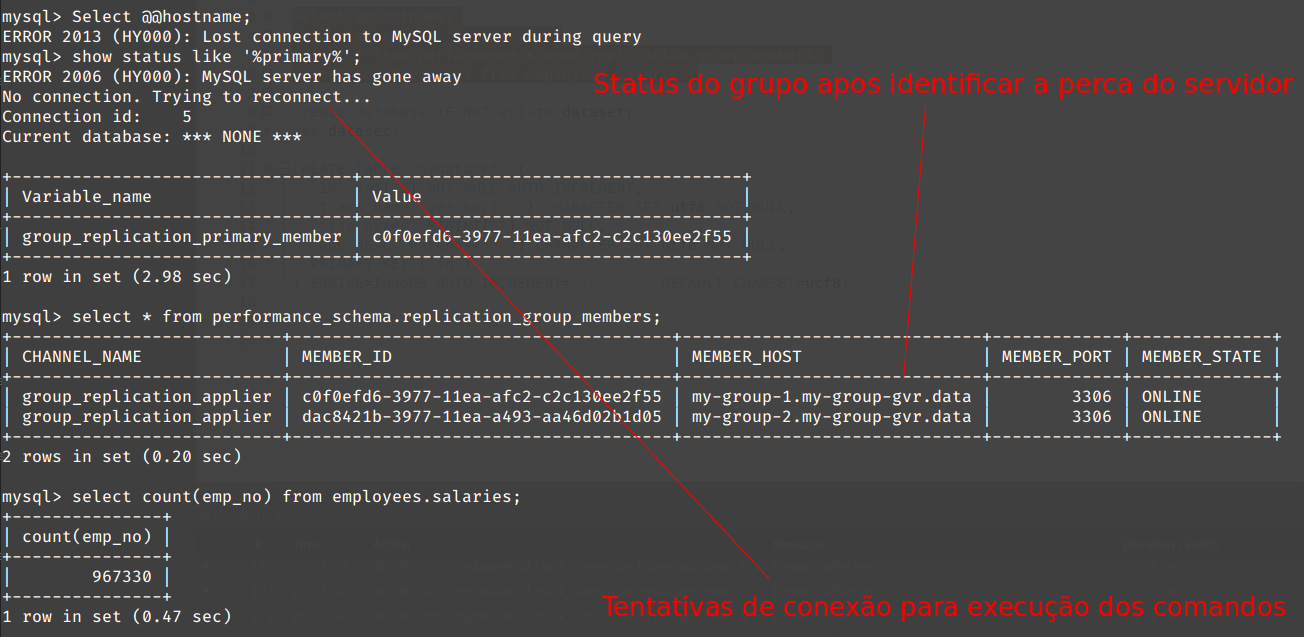 mysql> Select @@hostname;
ERROR 2013 (HY000): Lost connection to MySQL server during query
mysql> show status like '%primary%';
ERROR 2006 (HY000): MySQL server has gone away
No connection. Trying to reconnect...
Connection id:    5
Current database: *** NONE ***
Status do grupo apos identificar a perca do servidor
+----------------------------------+--------------------------------------+
| Variable_name                    | Value                                |
+----------------------------------+--------------------------------------+
| group_replication_primary_member | c0f0efd6-3977-11ea-afc2-c2c130ee2f55 |
+----------------------------------+--------------------------------------+
1 row in set (2.98 sec)
mysql> select * from performance_schema.replication_group_members;
+---------------------------+--------------------------------------+------------------------------+-------------+--------------+
| CHANNEL_NAME              | MEMBER_ID                            | MEMBER_HOST                  | MEMBER_PORT | MEMBER_STATE |
+---------------------------+--------------------------------------+------------------------------+-------------+--------------+
| group_replication_applier | c0f0efd6-3977-11ea-afc2-c2c130ee2f55 | my-group-1.my-group-gvr.data |        3306 | ONLINE       |
| group_replication_applier | dac8421b-3977-11ea-a493-aa46d02b1d05 | my-group-2.my-group-gvr.data |        3306 | ONLINE       |
+---------------------------+--------------------------------------+------------------------------+-------------+--------------+
2 rows in set (0.20 sec)
mysql> select count(emp_no) from employees.salaries;
+---------------+
| count(emp_no) |
+---------------+
|        967330 |
+---------------+
1 row in set (0.47 sec)
Tentativas de conexão para execução dos comandos